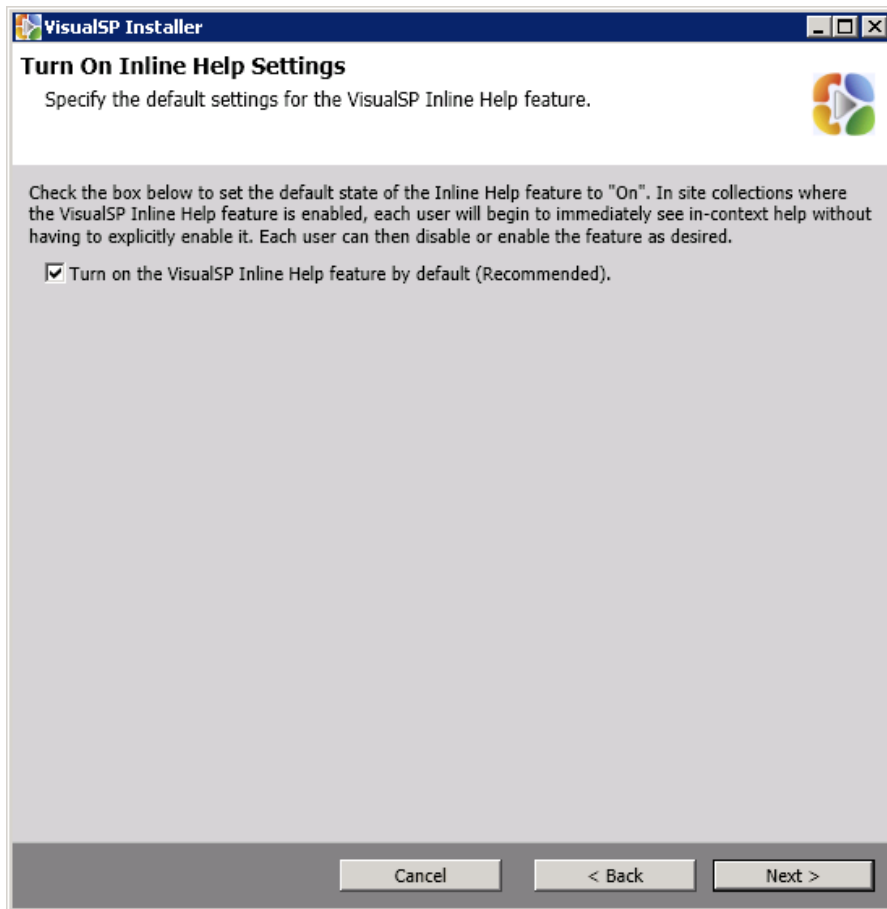 VisualSP Installer
Turn On Inline Help Settings
Specify the default settings for the VisualSP Inline Help feature.
Check the box below to set the default state of the Inline Help feature to "On". In site collections where
the VisualSP Inline Help feature is enabled, each user will begin to immediately see in-context help without
having to explicitly enable it. Each user can then disable or enable the feature as desired.
Turn on the VisualSP Inline Help feature by default (Recommended).
Cancel < Back Next >